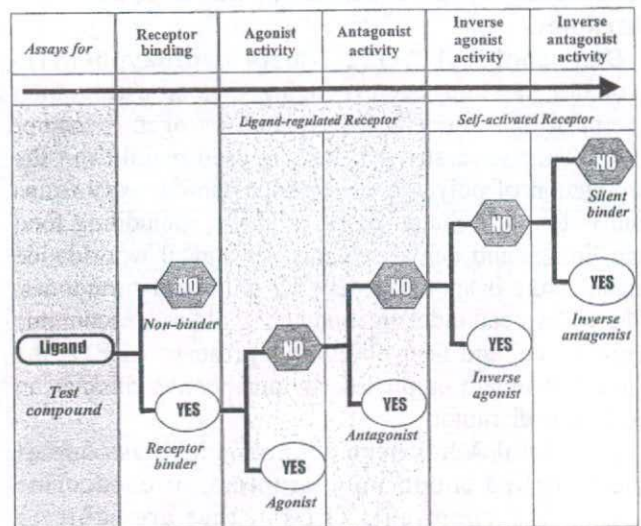 Assays for
Receptor
binding
Agonist
activity
Antagonist
activity
Inverse
agonist
activity
Inverse
antagonist
activity
Ligand-regulated Receptor
Self-activated Receptor
NO
Silent
binder
NO
YES
Inverse
antagonist
NO
Non-binder
NO
YES
Inverse
agonist
Ligand
Test
compound
NO
YES
Antagonist
YES
Receptor
binder
YES
Agonist